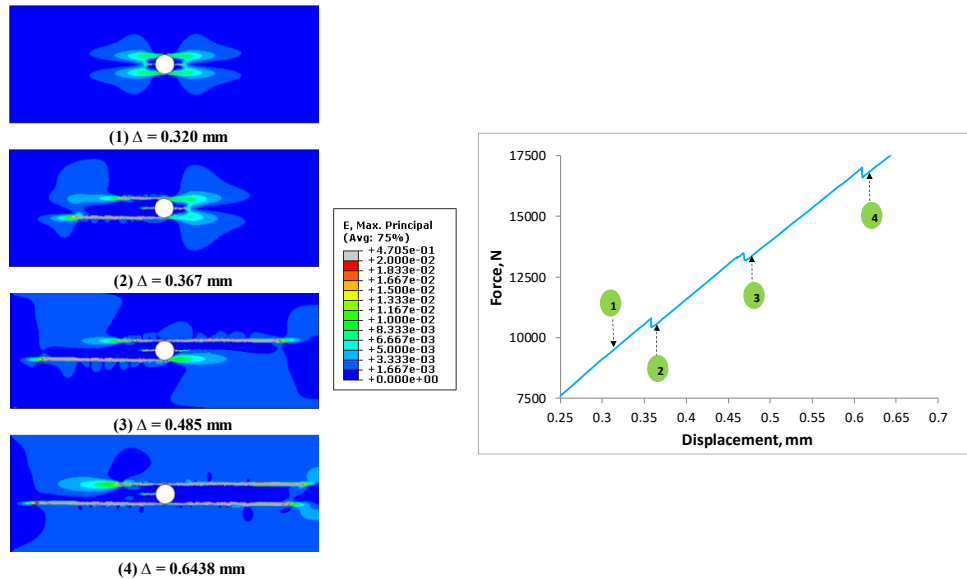 (1) Δ = 0.320 mm
(2) Δ = 0.367 mm
(3) Δ = 0.485 mm
(4) Δ = 0.6438 mm
E, Max. Principal
(Avg: 75%)
+4.705e-01
+2.000e-02
+1.833e-02
+1.667e-02
+1.500e-02
+1.333e-02
+1.167e-02
+1.000e-02
+8.333e-03
+6.667e-03
+5.000e-03
+3.333e-03
+1.667e-03
+0.000e+00
Force, N
17500
15000
12500
10000
7500
1
2
3
4
0.25
0.3
0.35
0.4
0.45
0.5
0.55
0.6
0.65
0.7
Displacement, mm